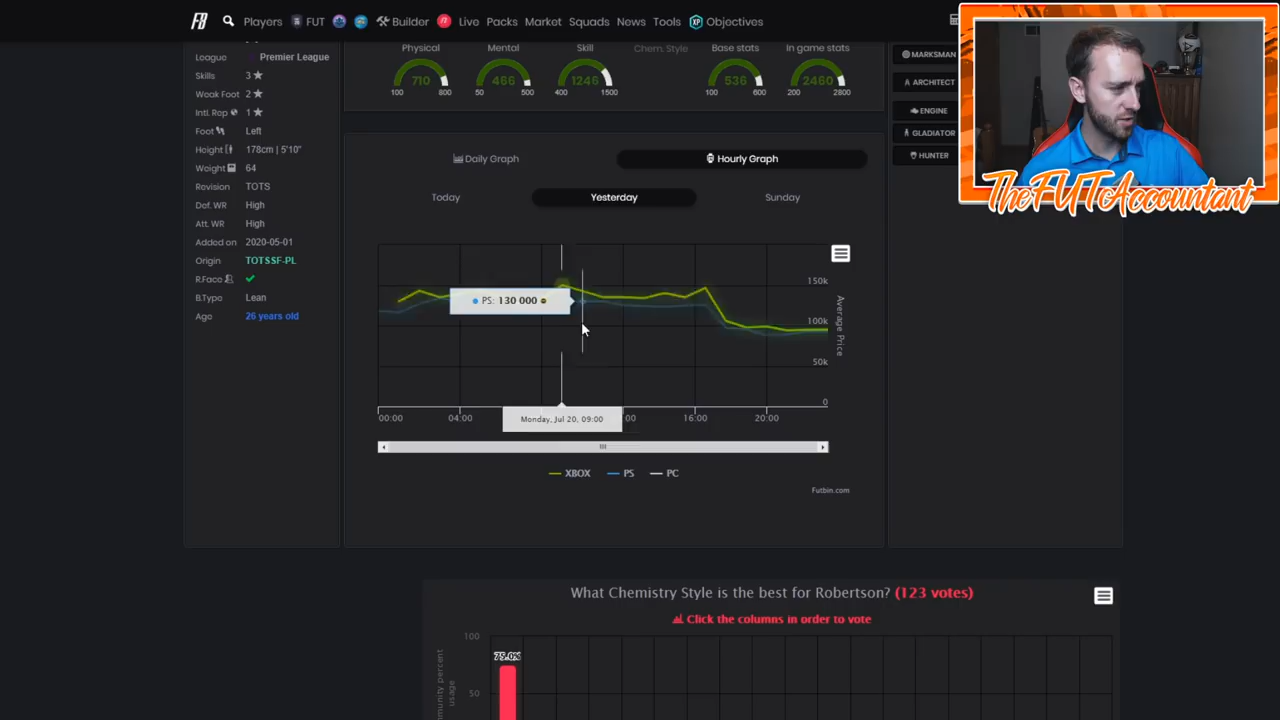 FB Players FUT Builder Live Packs Market Squads News Tools XP Objectives
League Premier League
Skills 3★
Weak Foot 2★
Intl. Rep 1★
Foot Left
Height 178cm | 5'10"
Weight 64
Revision TOTS
Def. WR High
Att. WR High
Added on 2020-05-01
Origin TOTSSF-PL
R.Face
B.Type Lean
Age 26 years old
Physical Mental Skill Chem. Style Base stats In game stats
710 466 1246 536 2460
100 800 50 500 400 1500 100 600 200 2800
MARKSMAN
ARCHITECT
ENGINE
GLADIATOR
HUNTER
TheFUTAccountant
Daily Graph Hourly Graph
Today Yesterday Sunday
150k
100k
50k
0
Average Price
PS: 130 000
Monday, Jul 20, 09:00
00:00 04:00 :00 16:00 20:00
XBOX PS PC
Futbin.com
What Chemistry Style is the best for Robertson? (123 votes)
Click the columns in order to vote
100
75.0%
50
usage